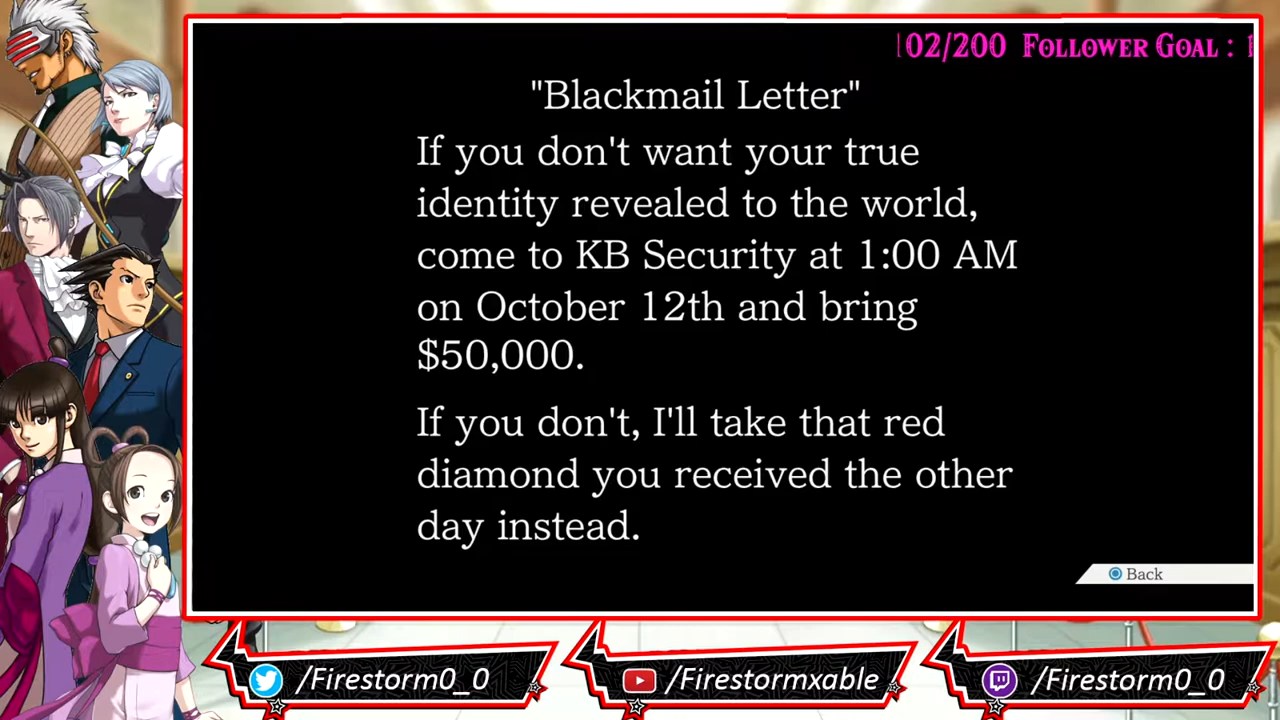 102/200 Follower Goal :
"Blackmail Letter"
If you don't want your true
identity revealed to the world,
come to KB Security at 1:00 AM
on October 12th and bring
$50,000.
If you don't, I'll take that red
diamond you received the other
day instead.
Back
/Firestorm0_0
/Firestormxable
/Firestorm0_0